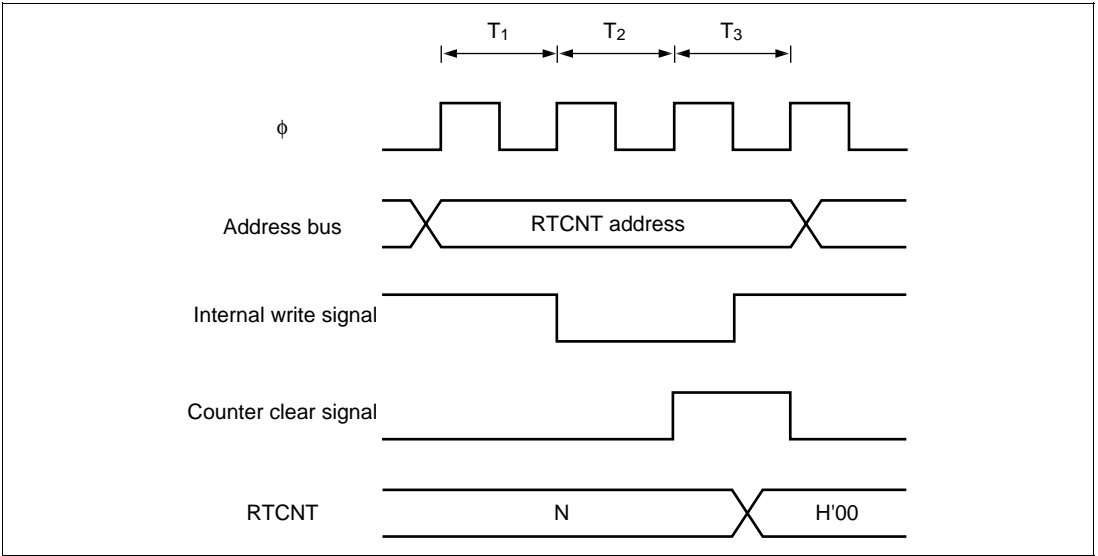 T1 T2 T3
ϕ
Address bus RTCNT address
Internal write signal
Counter clear signal
RTCNT N H'00